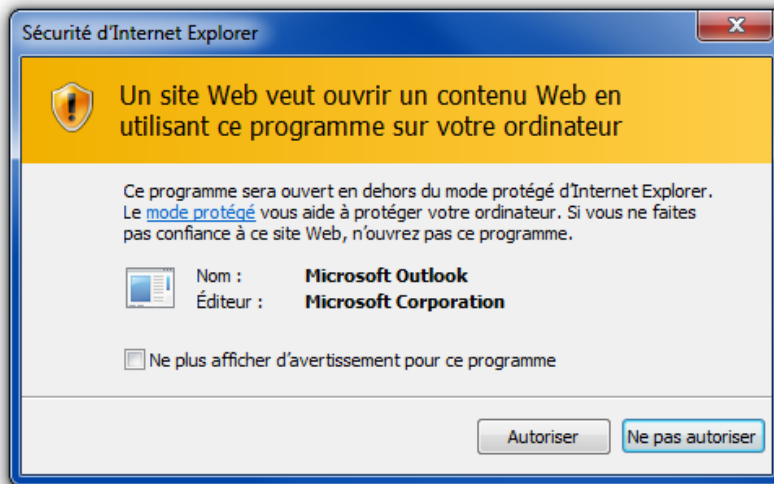 Sécurité d'Internet Explorer
Un site Web veut ouvrir un contenu Web en
utilisant ce programme sur votre ordinateur
Ce programme sera ouvert en dehors du mode protégé d'Internet Explorer.
Le mode protégé vous aide à protéger votre ordinateur. Si vous ne faites
pas confiance à ce site Web, n'ouvrez pas ce programme.
Nom : Microsoft Outlook
Éditeur : Microsoft Corporation
Ne plus afficher d'avertissement pour ce programme
Autoriser Ne pas autoriser